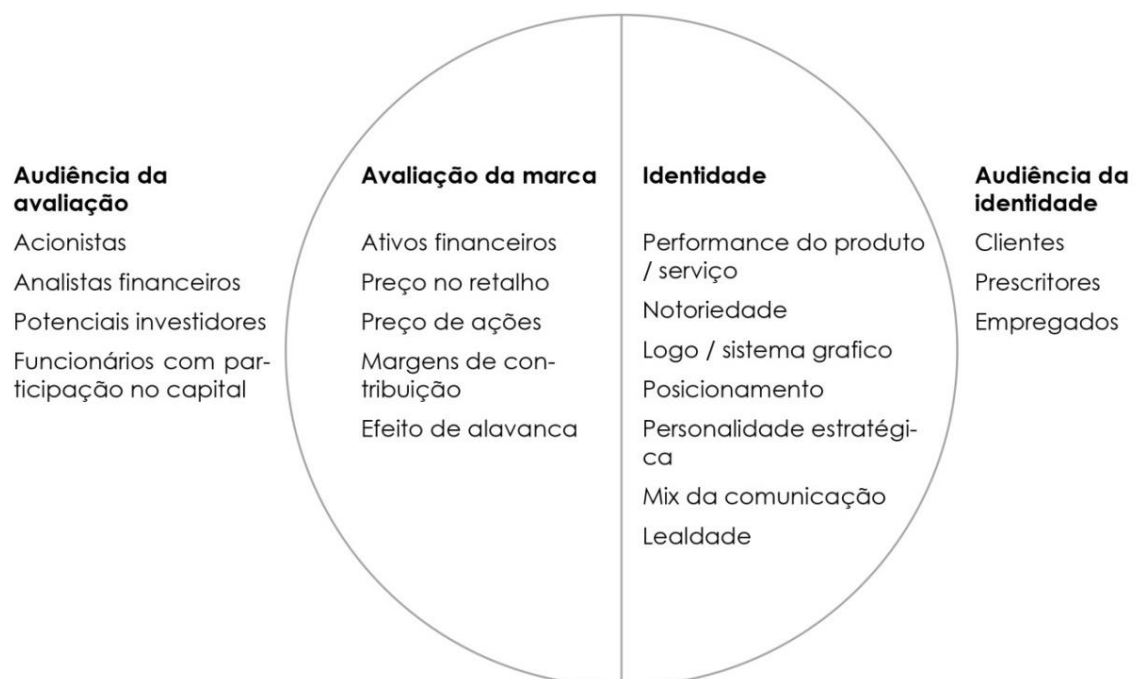 Audiência da
avaliação
Acionistas
Analistas financeiros
Potenciais investidores
Funcionários com par-
ticipação no capital
Avaliação da marca
Ativos financeiros
Preço no retalho
Preço de ações
Margens de con-
tribuição
Efeito de alavanca
Identidade
Performance do produto
/ serviço
Notoriedade
Logo / sistema grafico
Posicionamento
Personalidade estratégi-
ca
Mix da comunicação
Lealdade
Audiência da
identidade
Clientes
Prescritores
Empregados